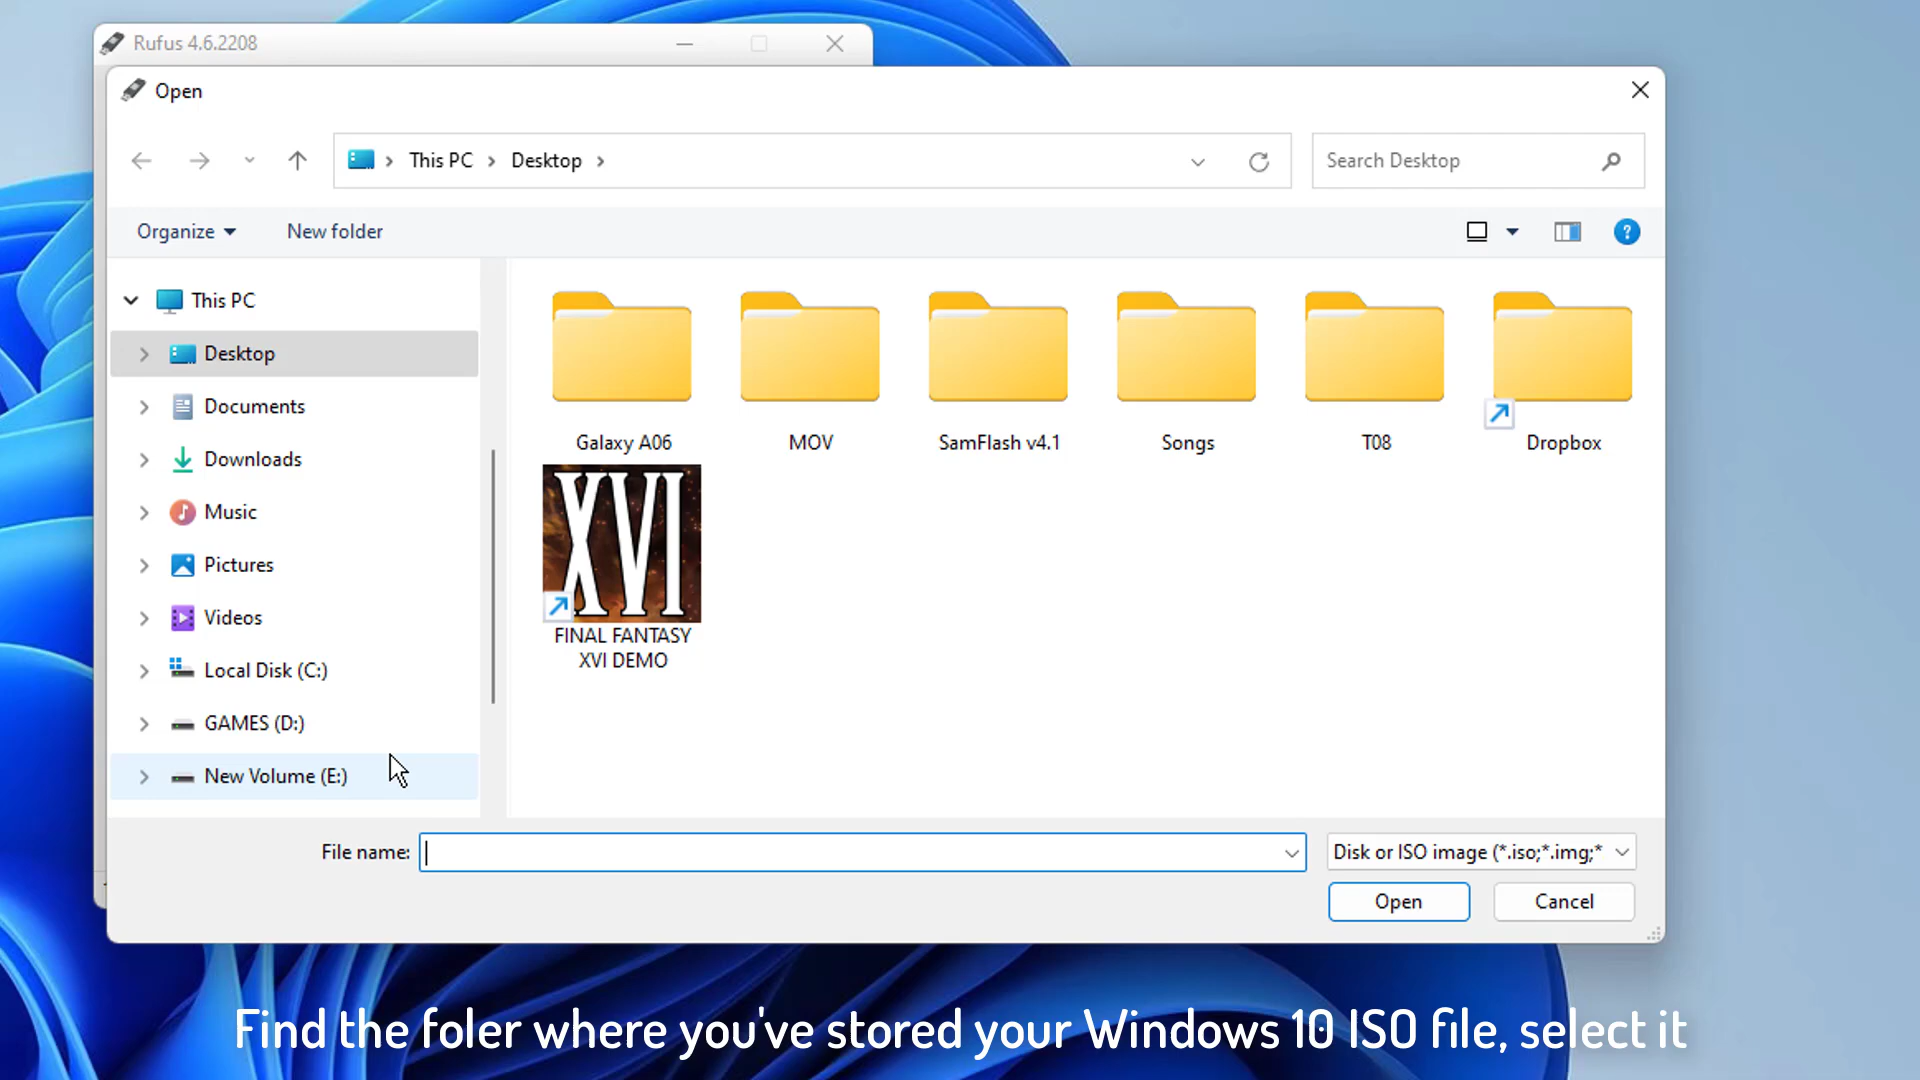 Rufus 4.6.2208
Open
This PC
Desktop
Search Desktop
Organize
New folder
?
This PC
Desktop
Documents
Downloads
Music
Pictures
Videos
Local Disk (C:)
GAMES (D:)
New Volume (E:)
Galaxy A06
MOV
SamFlash v4.1
Songs
T08
Dropbox
XVI
FINAL FANTASY
XVI DEMO
File name:
Disk or ISO image (*.iso;*.img;*
Open
Cancel
Find the foler where you've stored your Windows 10 ISO file, select it